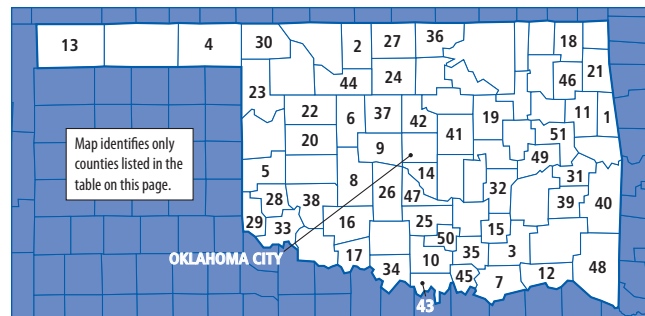 13 4 30 2 27 36 18
44 24 46 21
23
22 6 37 42 19 11 1
20 9 41 51
Map identifies only
counties listed in the
table on this page.
49
5 8 14 31
28 38 26 47 32 39 40
29 33 16 25 15
50
OKLAHOMA CITY 17 34 10 35 3
45 7 12 48
43